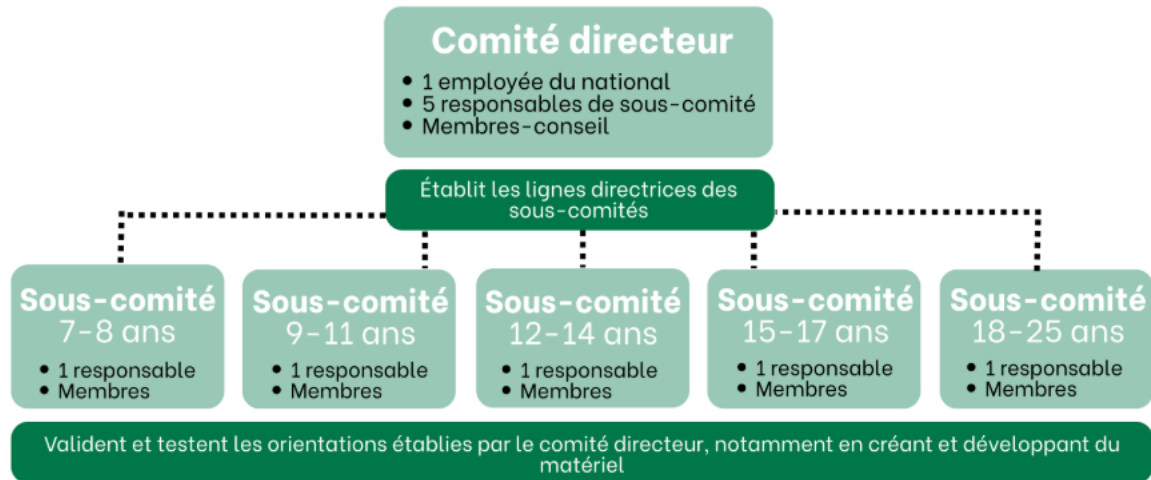 Comité directeur
• 1 employée du national
• 5 responsables de sous-comité
• Membres-conseil
Établit les lignes directrices des
sous-comités
Sous-comité
7-8 ans
• 1 responsable
• Membres
Sous-comité
9-11 ans
• 1 responsable
• Membres
Sous-comité
12-14 ans
• 1 responsable
• Membres
Sous-comité
15-17 ans
• 1 responsable
• Membres
Sous-comité
18-25 ans
• 1 responsable
• Membres
Valident et testent les orientations établies par le comité directeur, notamment en créant et développant du
matériel